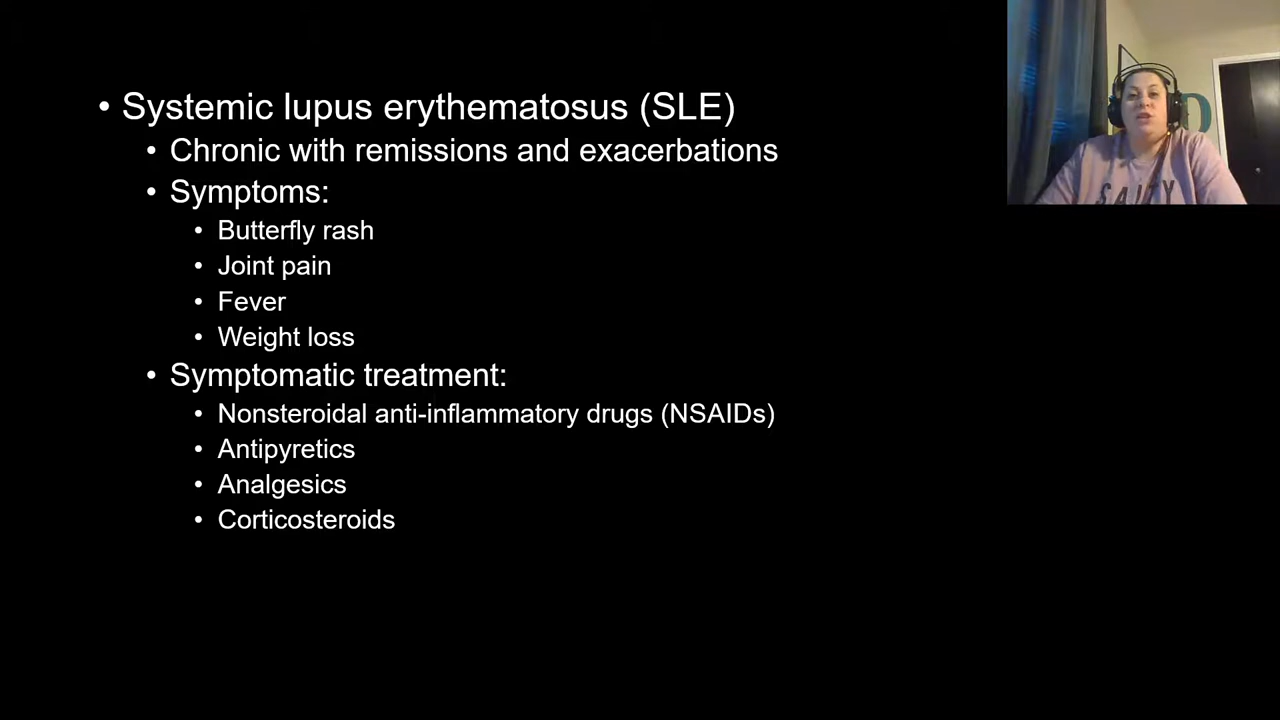 • Systemic lupus erythematosus (SLE)
• Chronic with remissions and exacerbations
• Symptoms:
• Butterfly rash
• Joint pain
• Fever
• Weight loss
• Symptomatic treatment:
• Nonsteroidal anti-inflammatory drugs (NSAIDs)
• Antipyretics
• Analgesics
• Corticosteroids
D